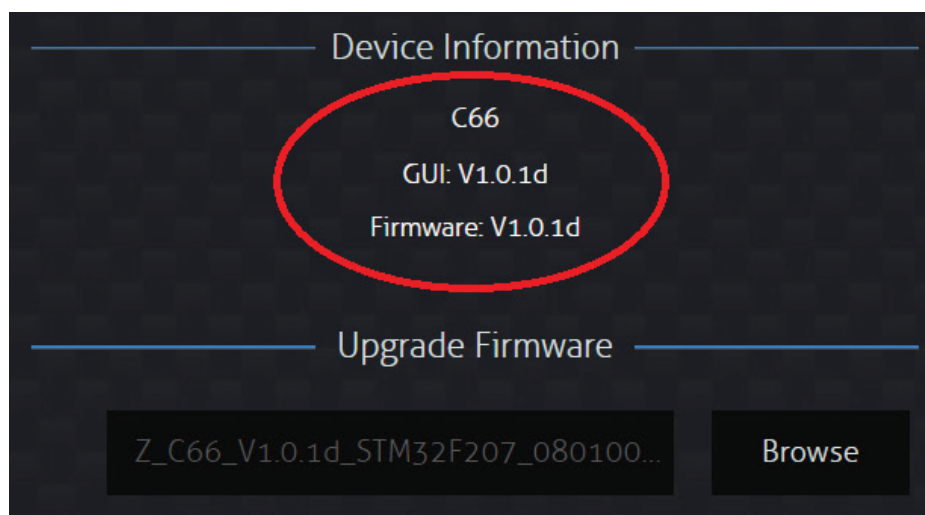 Device Information
C66
GUI: V1.0.1d
Firmware: V1.0.1d
Upgrade Firmware
Z_C66_V1.0.1d_STM32F207_080100...
Browse